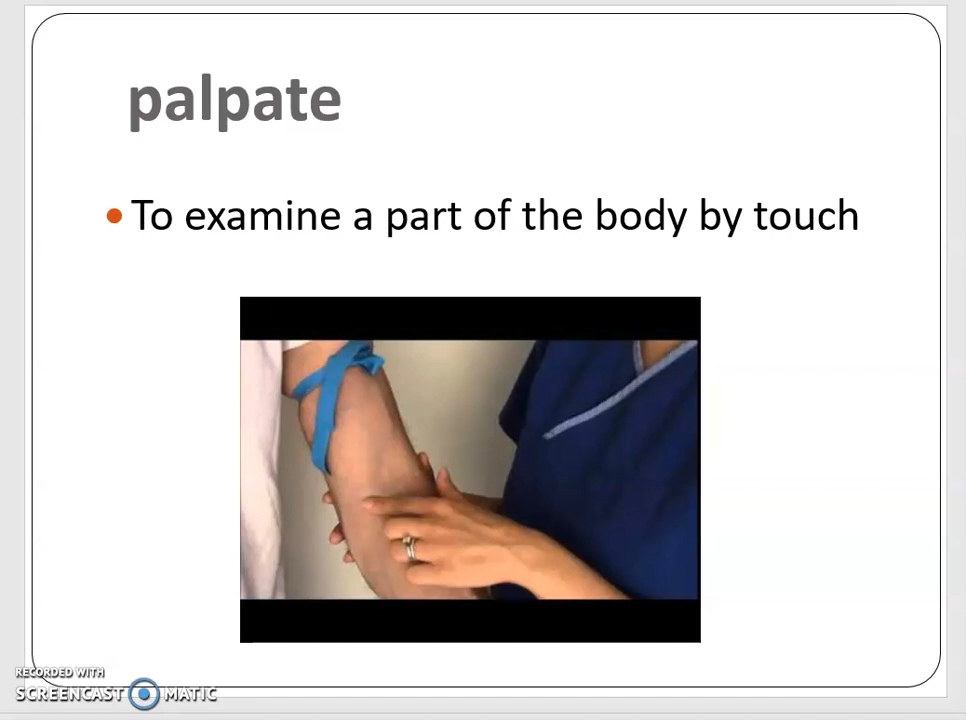 palpate
• To examine a part of the body by touch
RECORDED WITH
SCREENCAST MATIC